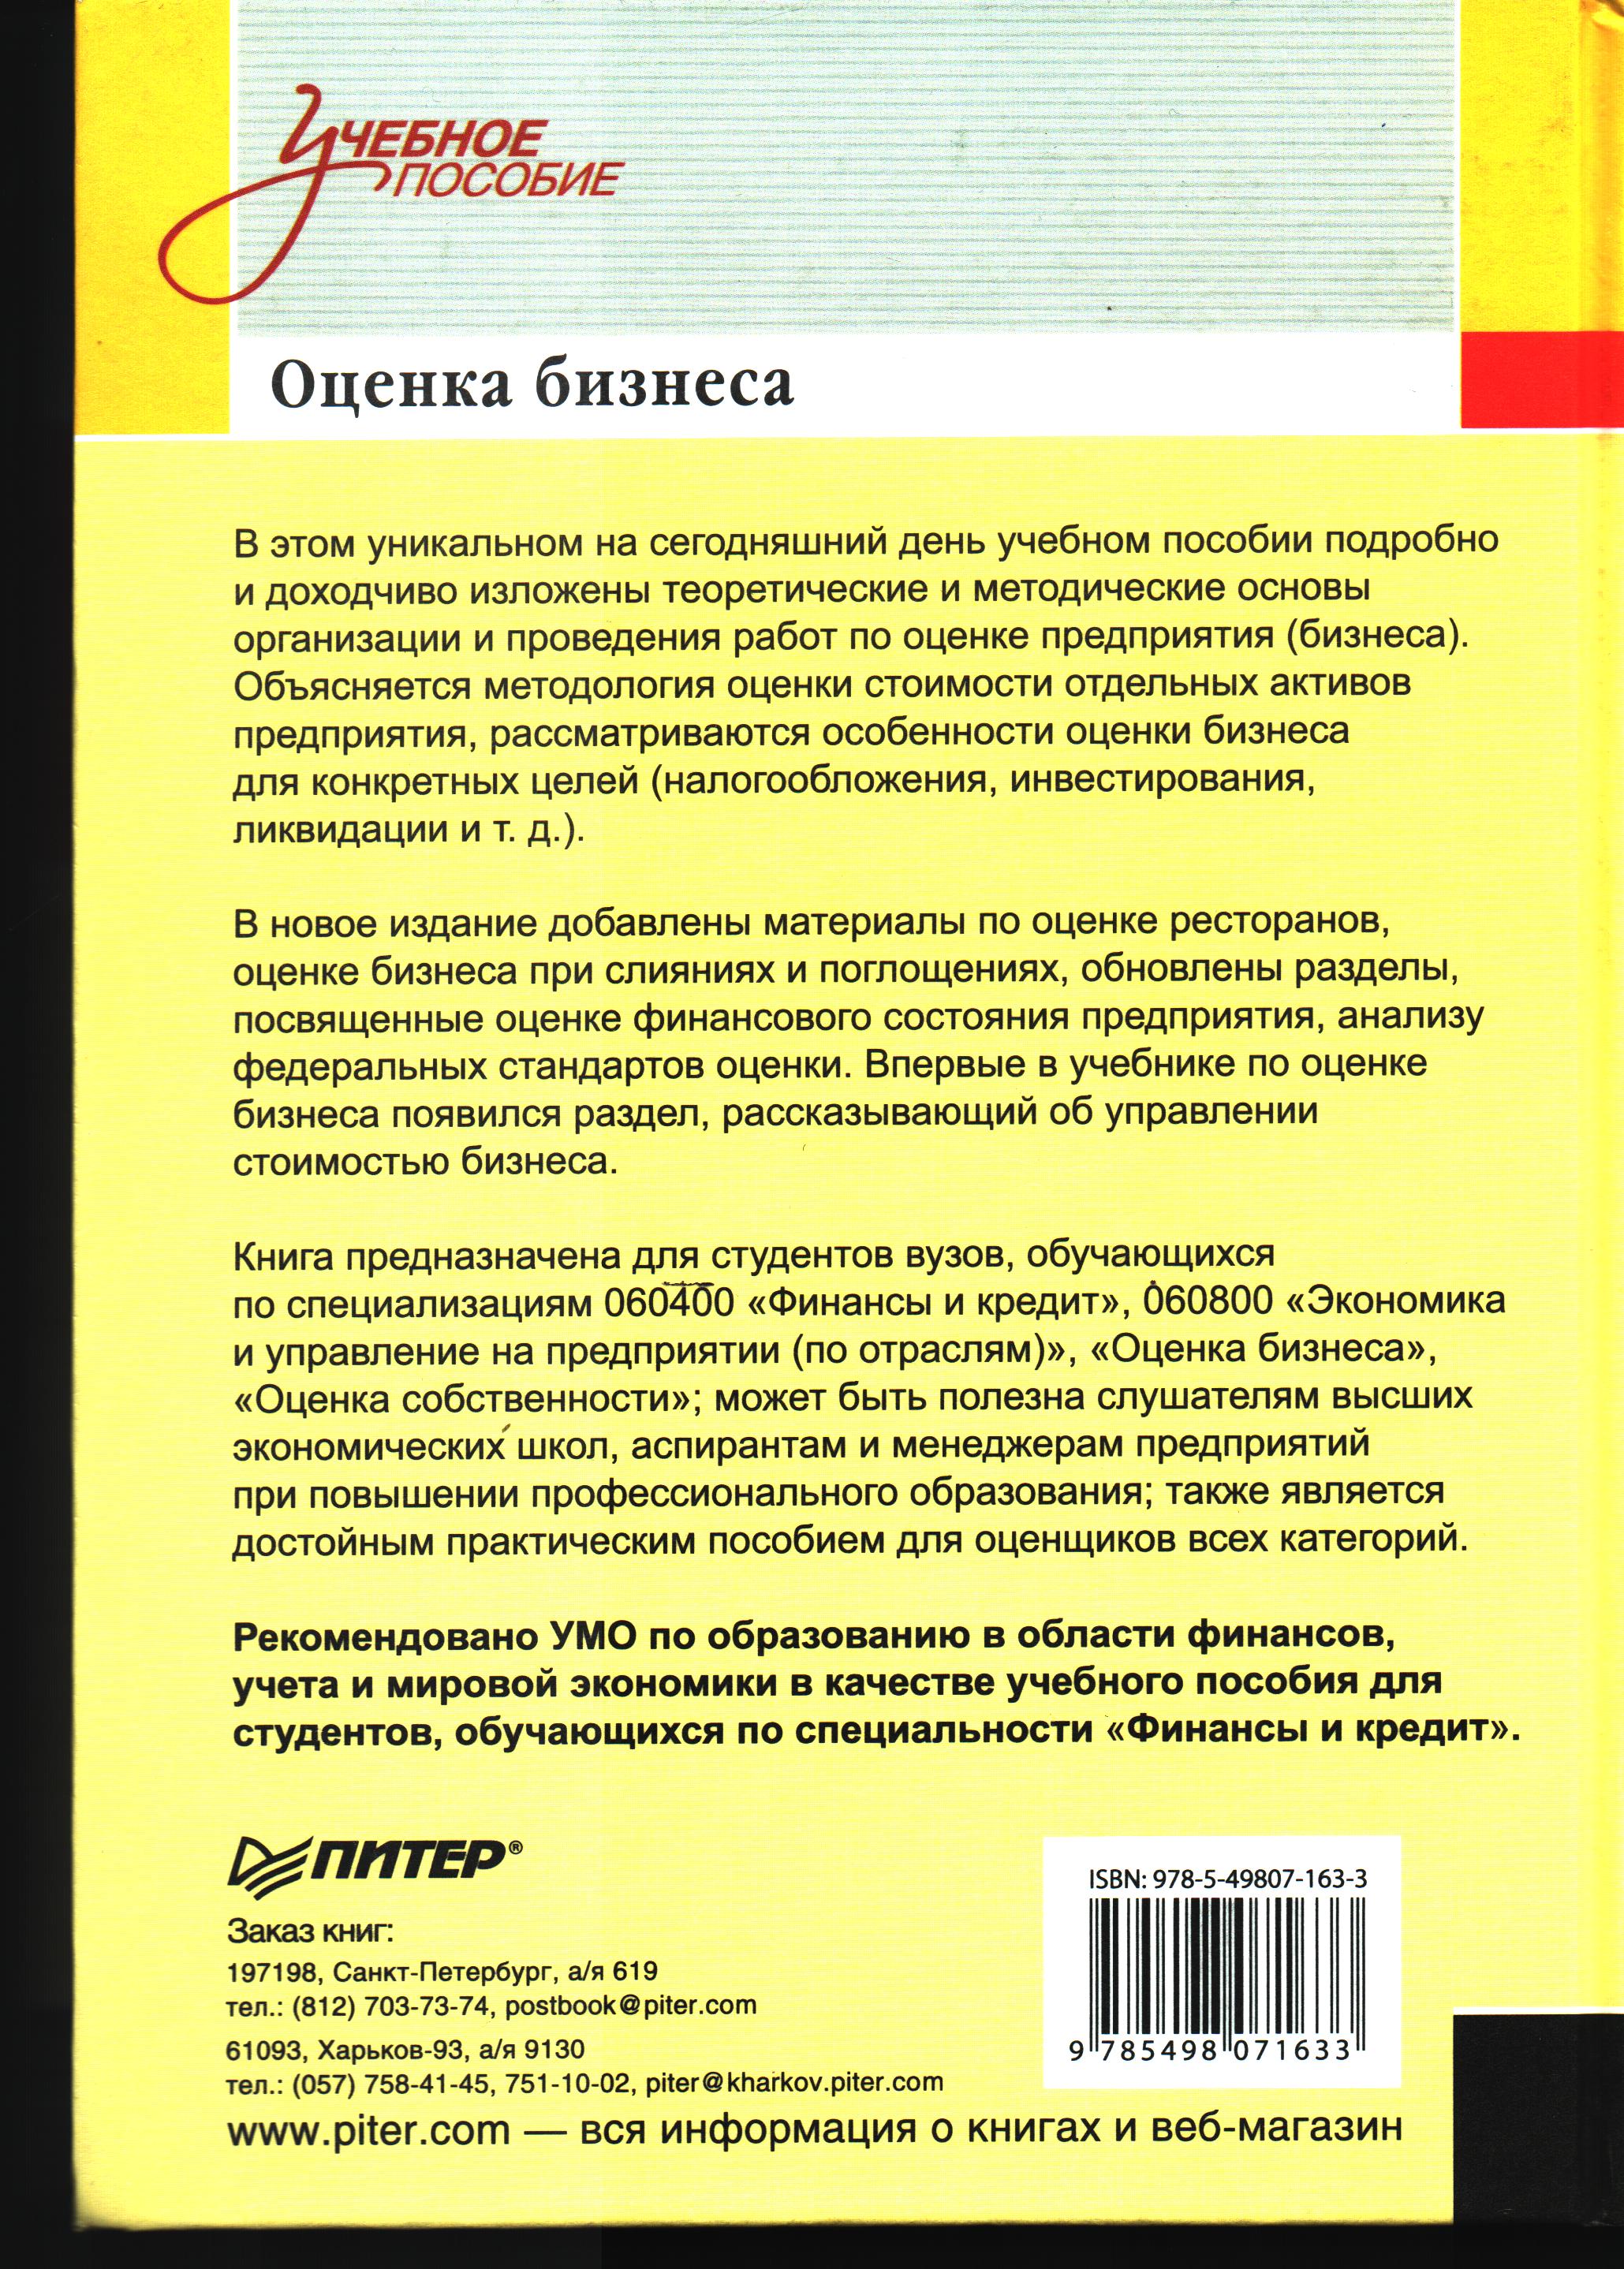 УЧЕБНОЕ
ПОСОБИЕ
Оценка бизнеса
В этом уникальном на сегодняшний день учебном пособии подробно
и доходчиво изложены теоретические и методические основы
организации и проведения работ по оценке предприятия (бизнеса).
Объясняется методология оценки стоимости отдельных активов
предприятия, рассматриваются особенности оценки бизнеса
для конкретных целей (налогообложения, инвестирования,
ликвидации и т. д.).
В новое издание добавлены материалы по оценке ресторанов,
оценке бизнеса при слияниях и поглощениях, обновлены разделы,
посвященные оценке финансового состояния предприятия, анализу
федеральных стандартов оценки. Впервые в учебнике по оценке
бизнеса появился раздел, рассказывающий об управлении
стоимостью бизнеса.
Книга предназначена для студентов вузов, обучающихся
по специализациям 060400 «Финансы и кредит», 060800 «Экономика
и управление на предприятии (по отраслям)», «Оценка бизнеса»,
«Оценка собственности»; может быть полезна слушателям высших
экономических школ, аспирантам и менеджерам предприятий
при повышении профессионального образования; также является
достойным практическим пособием для оценщиков всех категорий.
Рекомендовано УМО по образованию в области финансов,
учета и мировой экономики в качестве учебного пособия для
студентов, обучающихся по специальности «Финансы и кредит».
ПИТЕР®
Заказ книг:
197198, Санкт-Петербург, а/я 619
тел.: (812) 703-73-74, postbook@piter.com
61093, Харьков-93, а/я 9130
тел.: (057) 758-41-45, 751-10-02, piter@kharkov.piter.com
www.piter.com — вся информация о книгах и веб-магазин
ISBN: 978-5-49807-163-3
9 785498 071633